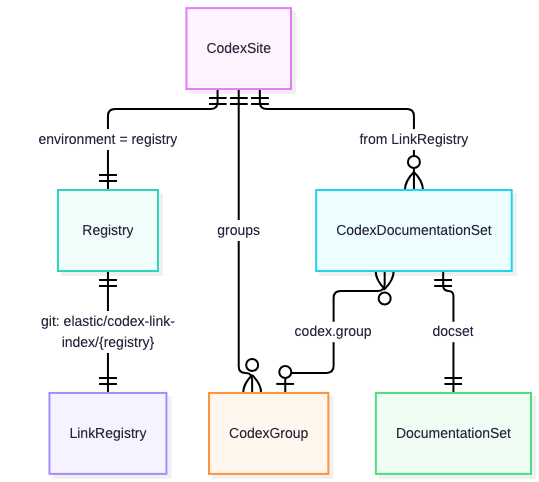 CodexSite
environment = registry
from LinkRegistry
Registry
groups
CodexDocumentationSet
git: elastic/codex-link-
index/{registry}
codex.group
docset
LinkRegistry
CodexGroup
DocumentationSet